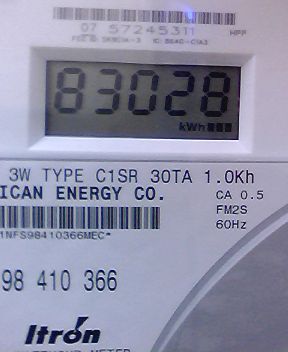 07 57245311
83028
kWh
3W TYPE C1SR 30TA 1.0Kh
ICAN ENERGY CO.
CA 0.5
FM2S
60Hz
1NFS98410366MEC*
98 410 366
Itron